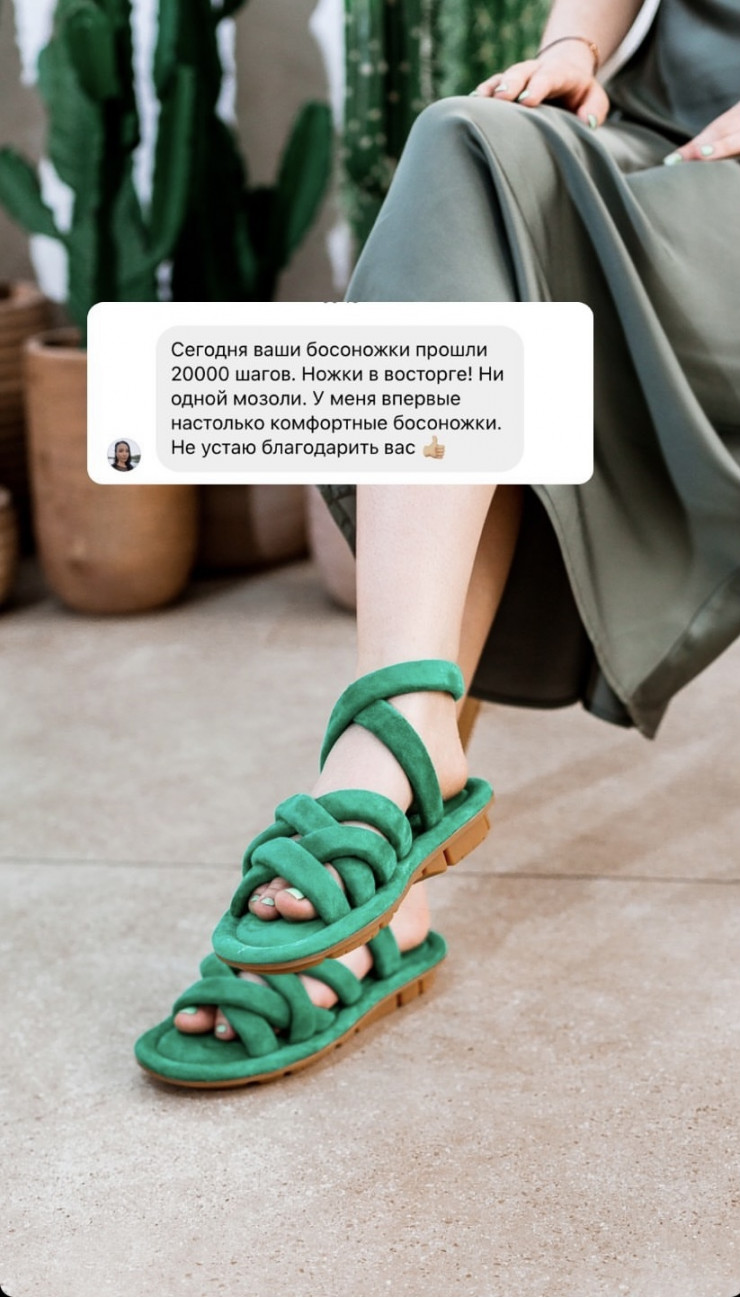 Сегодня ваши босоножки прошли
20000 шагов. Ножки в восторге! Ни
одной мозоли. У меня впервые
настолько комфортные босоножки.
Не устаю благодарить вас 👍🏼